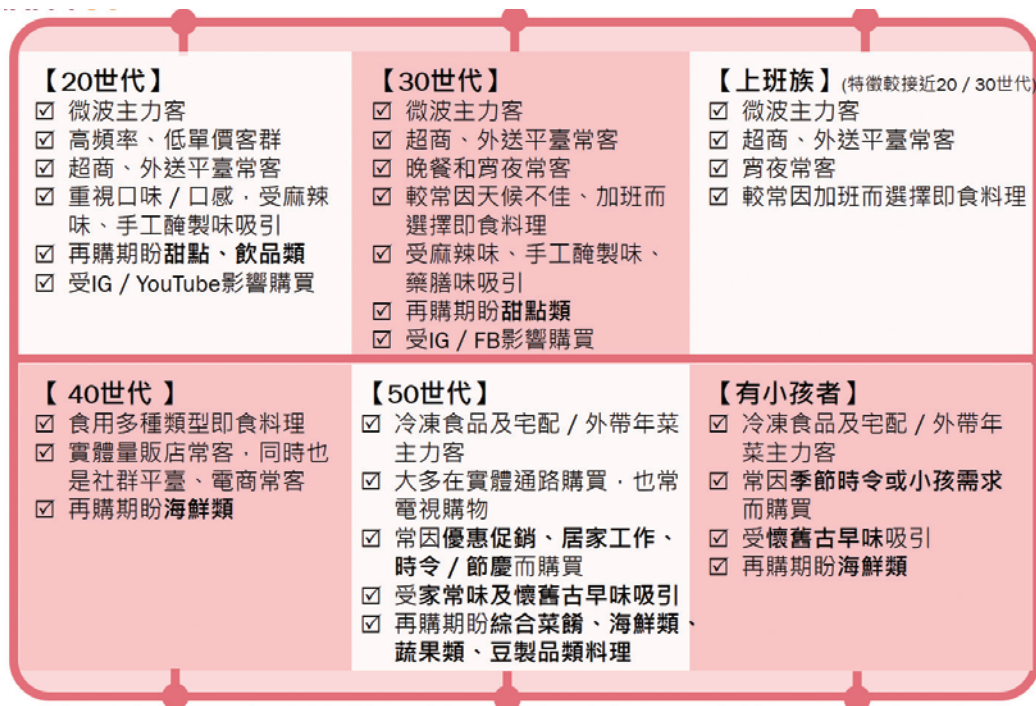 【20世代】
☑ 微波主力客
☑ 高頻率、低單價客群
☑ 超商、外送平臺常客
☑ 重視口味 / 口感，受麻辣
味、手工醃製味吸引
☑ 再購期盼甜點、飲品類
☑ 受IG / YouTube影響購買
【30世代】
☑ 微波主力客
☑ 超商、外送平臺常客
☑ 晚餐和宵夜常客
☑ 較常因天候不佳、加班而
選擇即食料理
☑ 受麻辣味、手工醃製味、
藥膳味吸引
☑ 再購期盼甜點類
☑ 受IG / FB影響購買
【上班族】(特徵較接近20 / 30世代)
☑ 微波主力客
☑ 超商、外送平臺常客
☑ 宵夜常客
☑ 較常因加班而選擇即食料理
【 40世代 】
☑ 食用多種類型即食料理
☑ 實體量販店常客，同時也
是社群平臺、電商常客
☑ 再購期盼海鮮類
【50世代】
☑ 冷凍食品及宅配 / 外帶年菜
主力客
☑ 大多在實體通路購買，也常
電視購物
☑ 常因優惠促銷、居家工作、
時令 / 節慶而購買
☑ 受家常味及懷舊古早味吸引
☑ 再購期盼綜合菜餚、海鮮類、
蔬果類、豆製品類料理
【有小孩者】
☑ 冷凍食品及宅配 / 外帶年
菜主力客
☑ 常因季節時令或小孩需求
而購買
☑ 受懷舊古早味吸引
☑ 再購期盼海鮮類